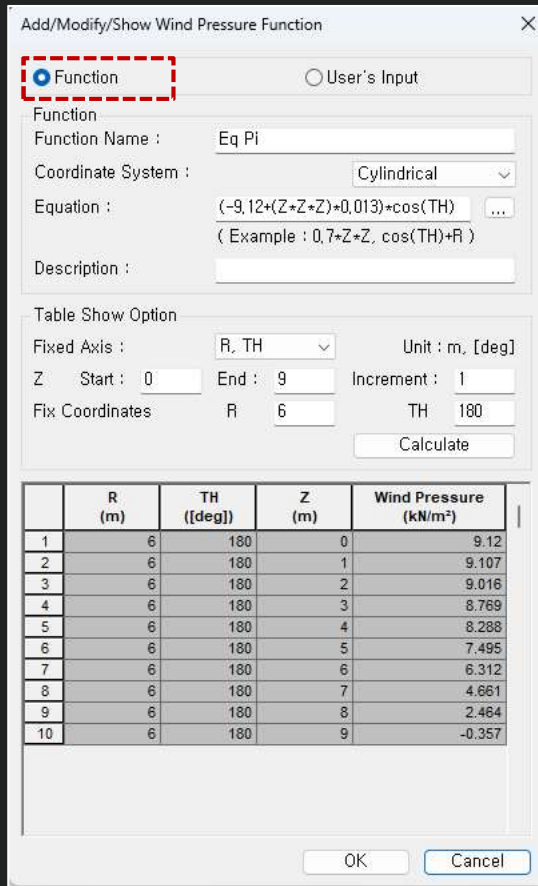 Add/Modify/Show Wind Pressure Function
Function User's Input
Function
Function Name : Eq Pi
Coordinate System : Cylindrical
Equation : (-9,12+(Z*Z*Z)*0,013)*cos(TH) ...
( Example : 0,7*Z*Z, cos(TH)+R )
Description :
Table Show Option
Fixed Axis : R, TH Unit : m, [deg]
Z Start : 0 End : 9 Increment : 1
Fix Coordinates R 6 TH 180
Calculate
R (m) TH ([deg]) Z (m) Wind Pressure (kN/m²)
1 6 180 0 9.12
2 6 180 1 9.107
3 6 180 2 9.016
4 6 180 3 8.769
5 6 180 4 8.288
6 6 180 5 7.495
7 6 180 6 6.312
8 6 180 7 4.661
9 6 180 8 2.464
10 6 180 9 -0.357
OK Cancel